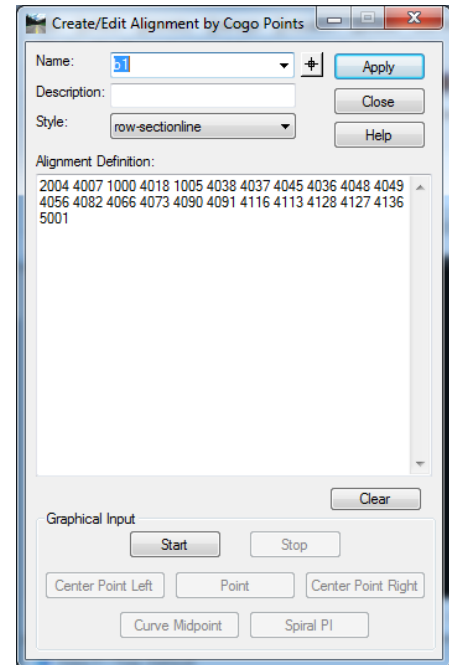 Create/Edit Alignment by Cogo Points
Name:
b1
Apply
Description:
Close
Style:
row-sectionline
Help
Alignment Definition:
2004 4007 1000 4018 1005 4038 4037 4045 4036 4048 4049
4056 4082 4066 4073 4090 4091 4116 4113 4128 4127 4136
5001
Clear
Graphical Input
Start
Stop
Center Point Left
Point
Center Point Right
Curve Midpoint
Spiral PI